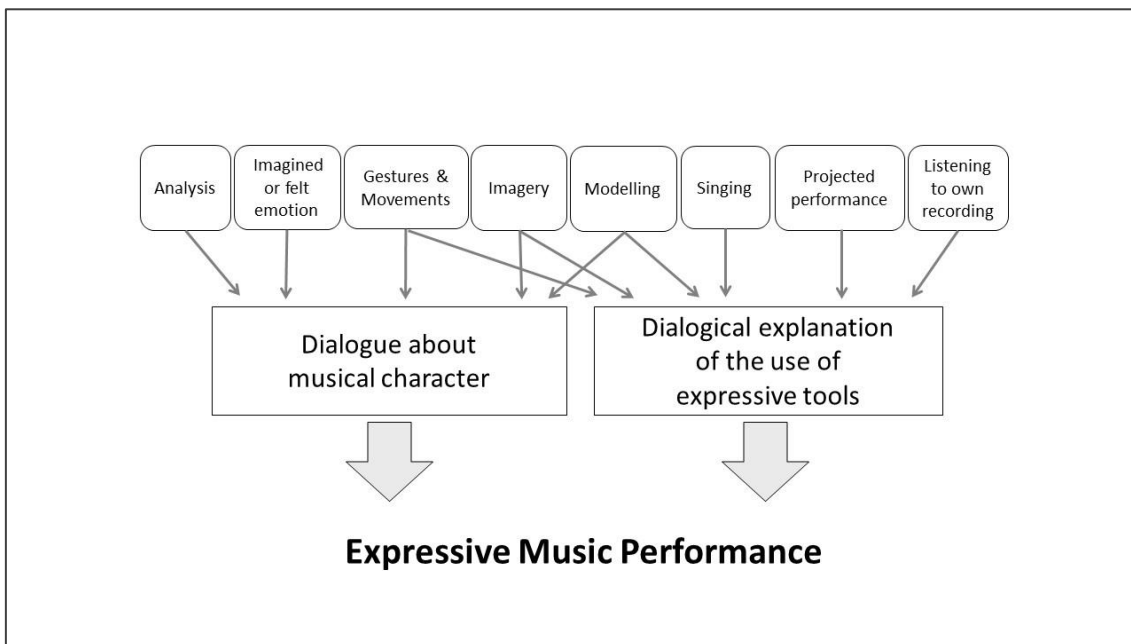 Analysis
Imagined
or felt
emotion
Gestures &
Movements
Imagery
Modelling
Singing
Projected
performance
Listening
to own
recording
Dialogue about
musical character
Dialogical explanation
of the use of
expressive tools
Expressive Music Performance